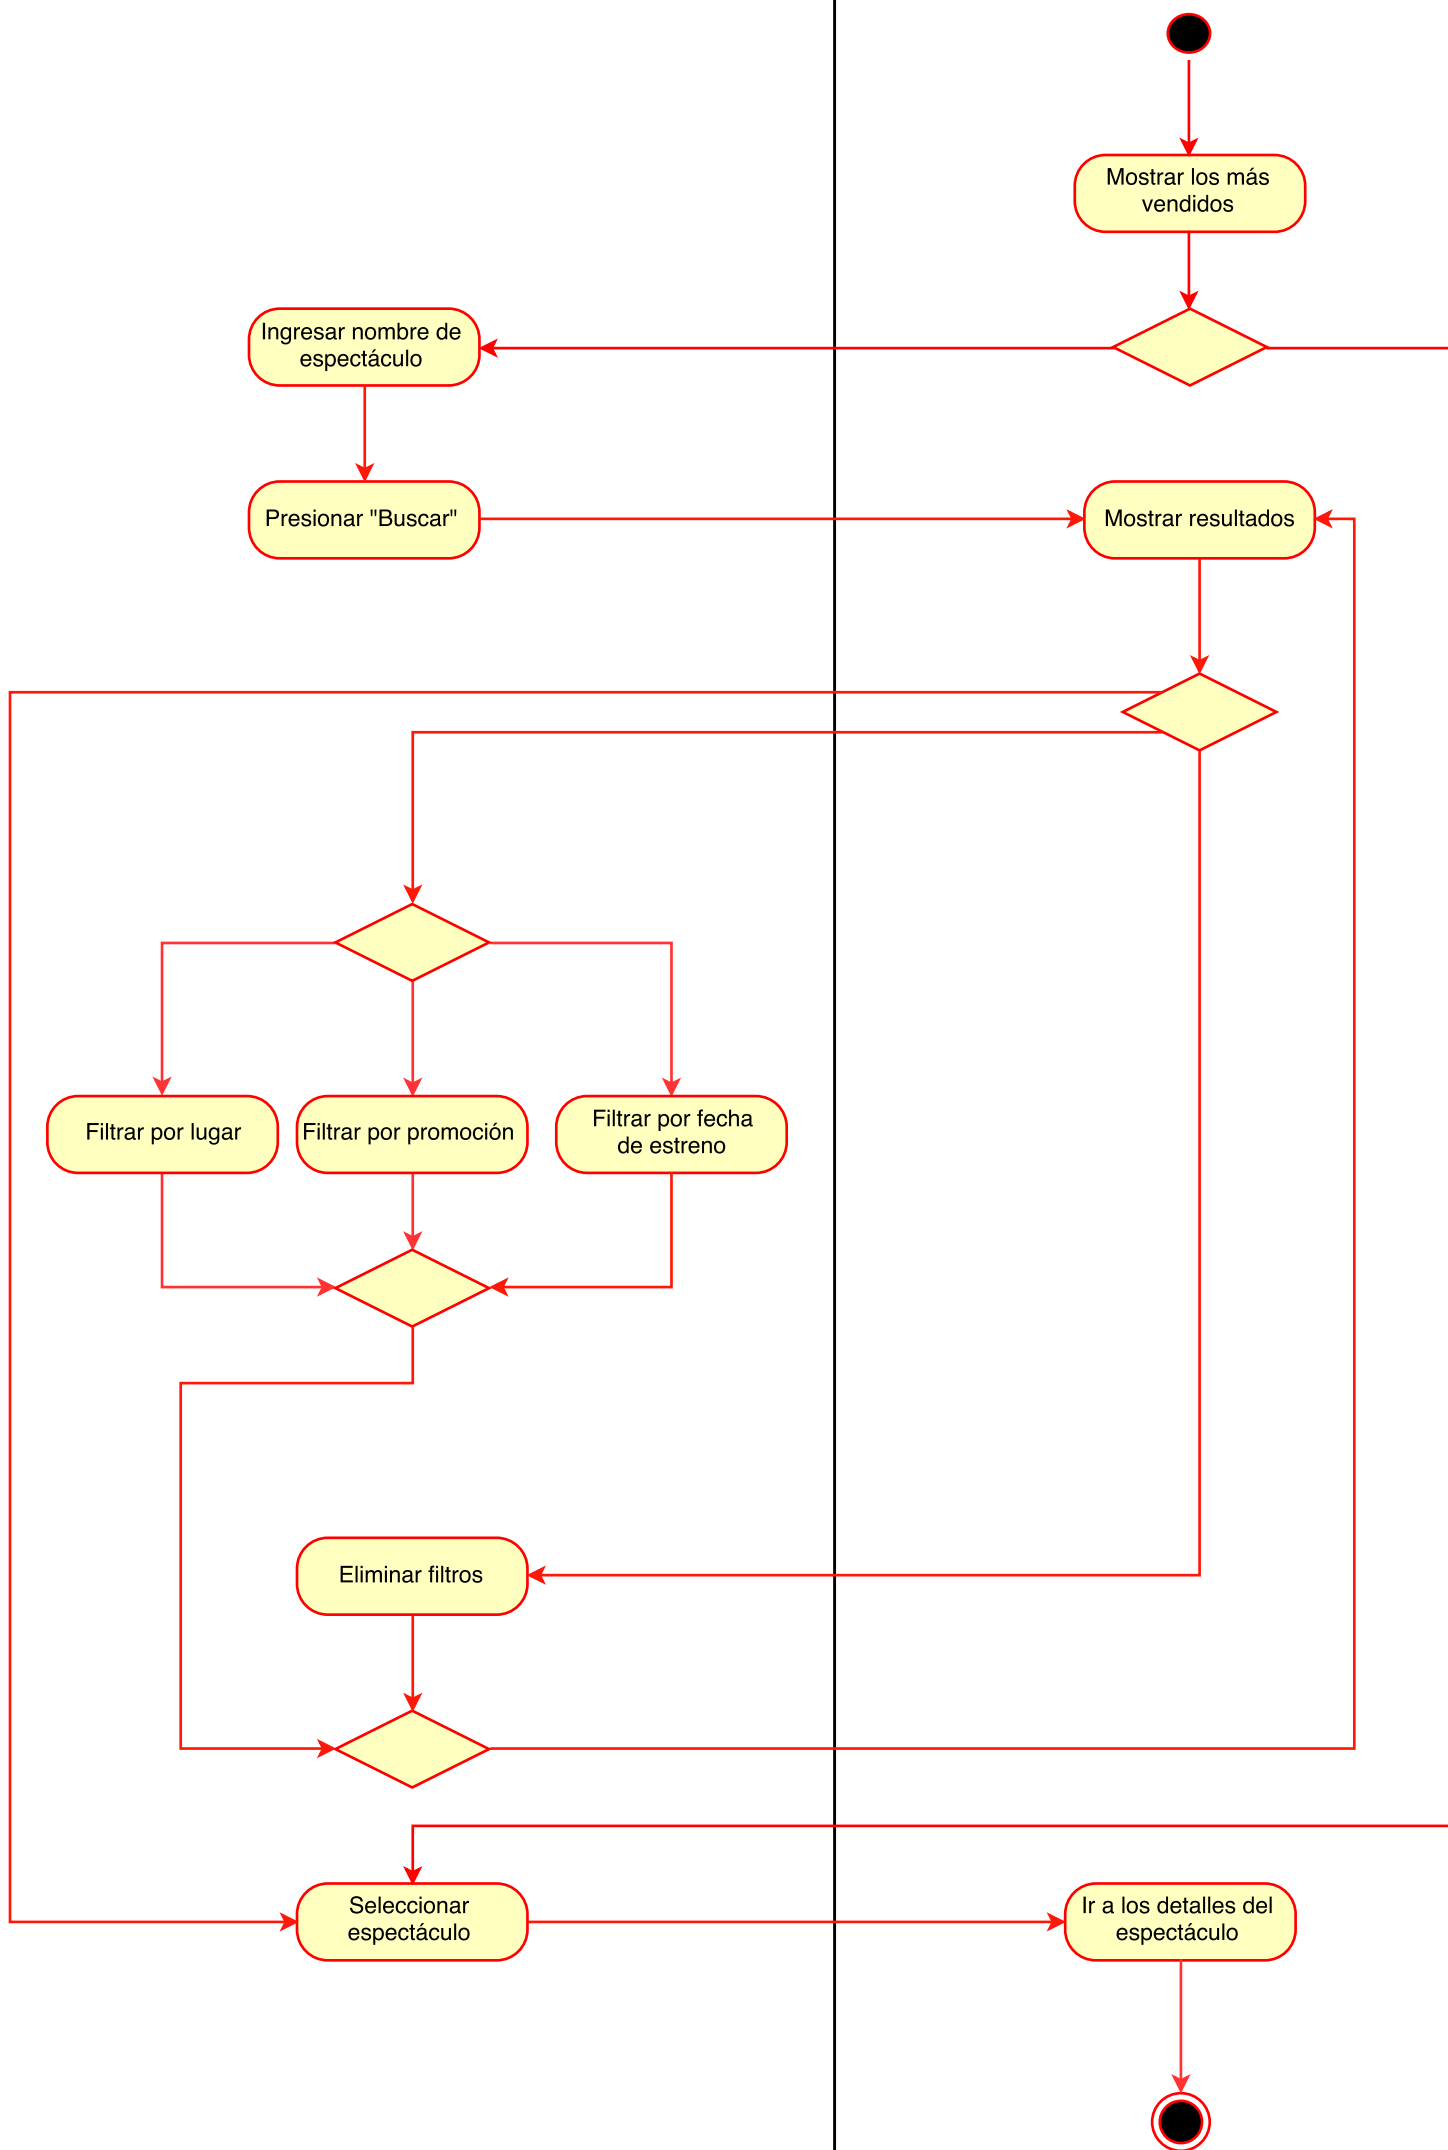 Mostrar los más
vendidos
Ingresar nombre de
espectáculo
Presionar "Buscar"
Mostrar resultados
Filtrar por lugar
Filtrar por promoción
Filtrar por fecha
de estreno
Eliminar filtros
Seleccionar
espectáculo
Ir a los detalles del
espectáculo